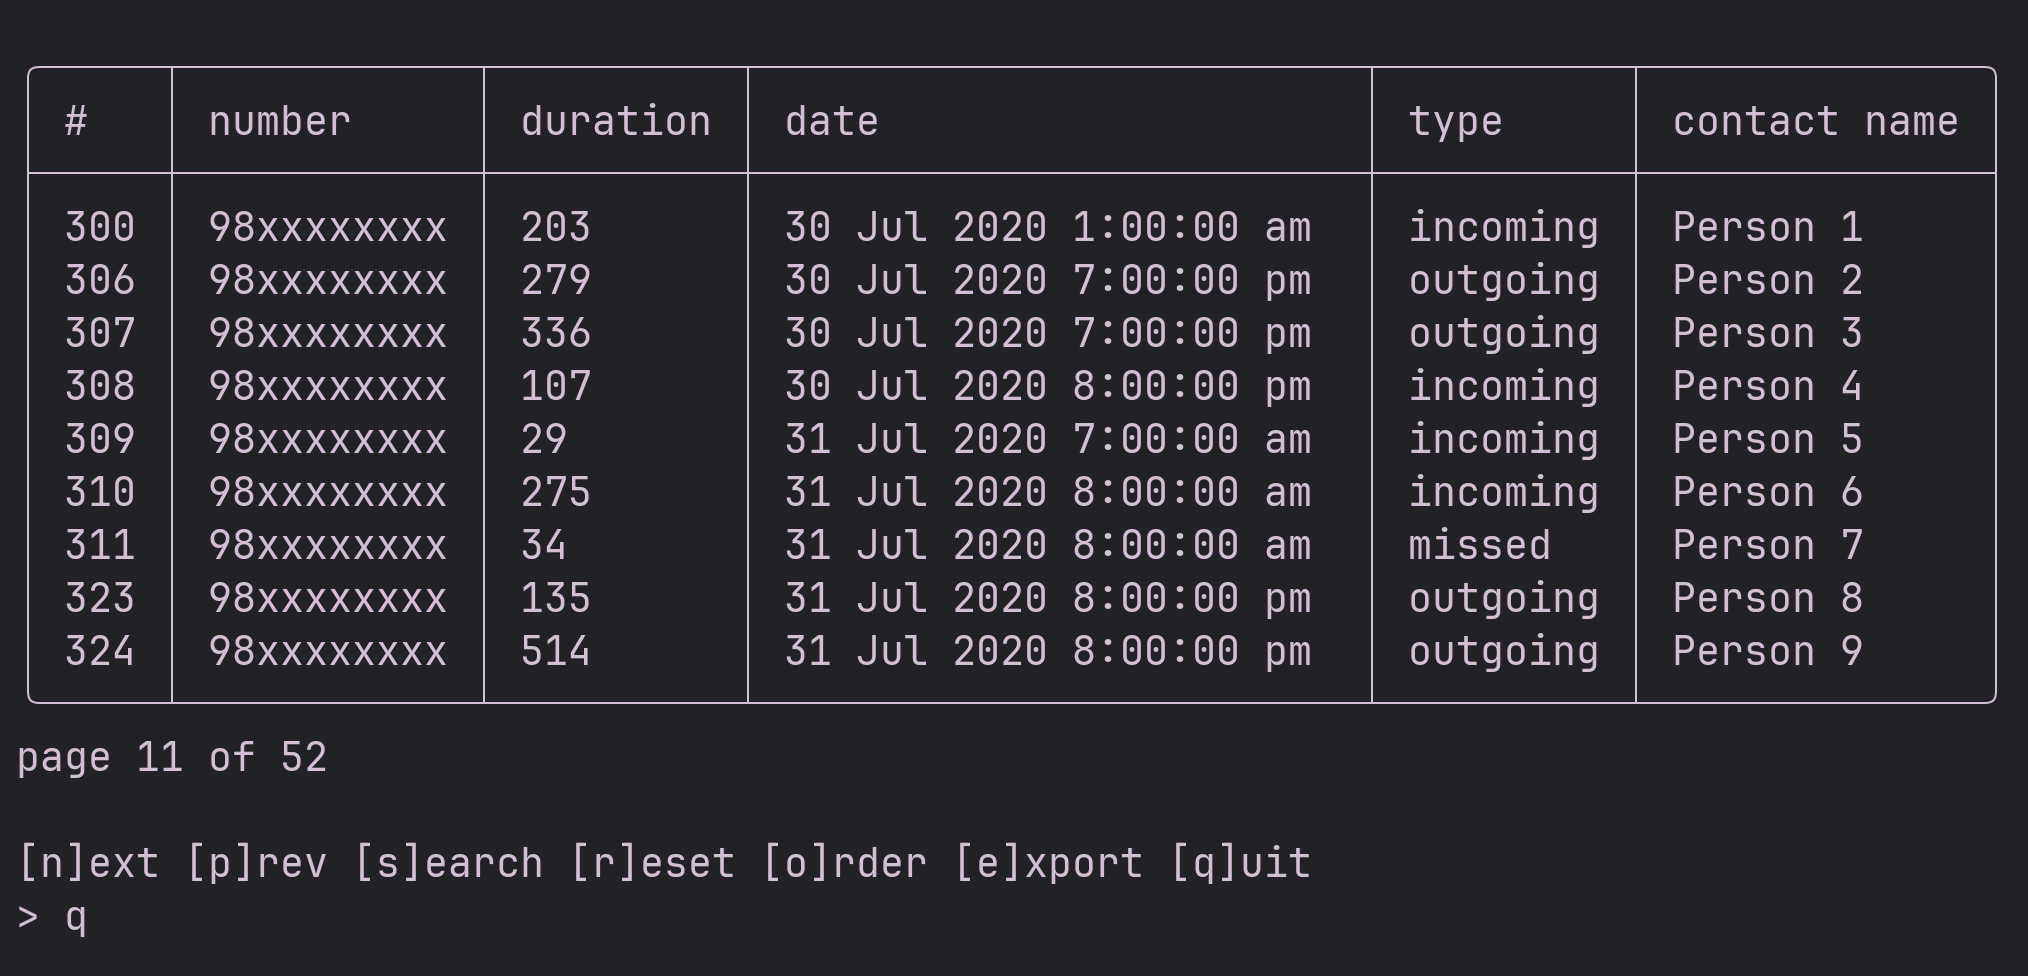 # number duration date type contact name
300 98xxxxxxxx 203 30 Jul 2020 1:00:00 am incoming Person 1
306 98xxxxxxxx 279 30 Jul 2020 7:00:00 pm outgoing Person 2
307 98xxxxxxxx 336 30 Jul 2020 7:00:00 pm outgoing Person 3
308 98xxxxxxxx 107 30 Jul 2020 8:00:00 pm incoming Person 4
309 98xxxxxxxx 29 31 Jul 2020 7:00:00 am incoming Person 5
310 98xxxxxxxx 275 31 Jul 2020 8:00:00 am incoming Person 6
311 98xxxxxxxx 34 31 Jul 2020 8:00:00 am missed Person 7
323 98xxxxxxxx 135 31 Jul 2020 8:00:00 pm outgoing Person 8
324 98xxxxxxxx 514 31 Jul 2020 8:00:00 pm outgoing Person 9
page 11 of 52
[n]ext [p]rev [s]earch [r]eset [o]rder [e]xport [q]uit
> q